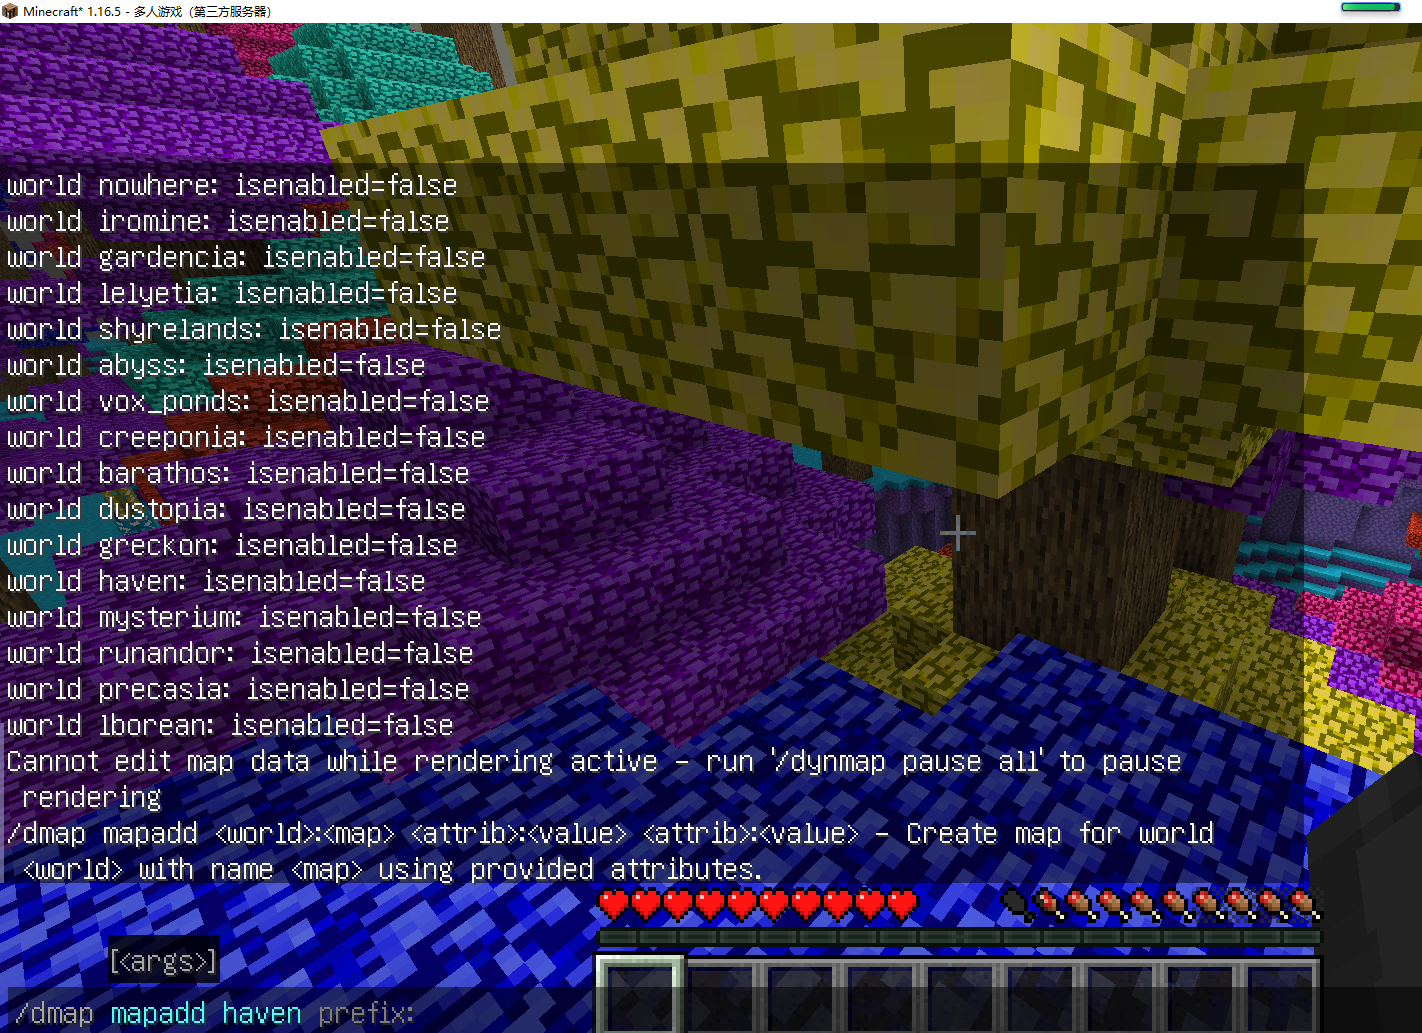 Minecraft* 1.16.5 - 多人游戏（第三方服务器）
world nowhere: isenabled=false
world iromine: isenabled=false
world gardencia: isenabled=false
world lelyetia: isenabled=false
world shyrelands: isenabled=false
world abyss: isenabled=false
world vox_ponds: isenabled=false
world creeponia: isenabled=false
world barathos: isenabled=false
world dustopia: isenabled=false
world greckon: isenabled=false
world haven: isenabled=false
world mysterium: isenabled=false
world runandor: isenabled=false
world precasia: isenabled=false
world lborean: isenabled=false
Cannot edit map data while rendering active - run '/dynmap pause all' to pause
rendering
/dmap mapadd <world>:<map> <attrib>:<value> <attrib>:<value> - Create map for world
<world> with name <map> using provided attributes.
[<args>]
/dmap mapadd haven prefix: